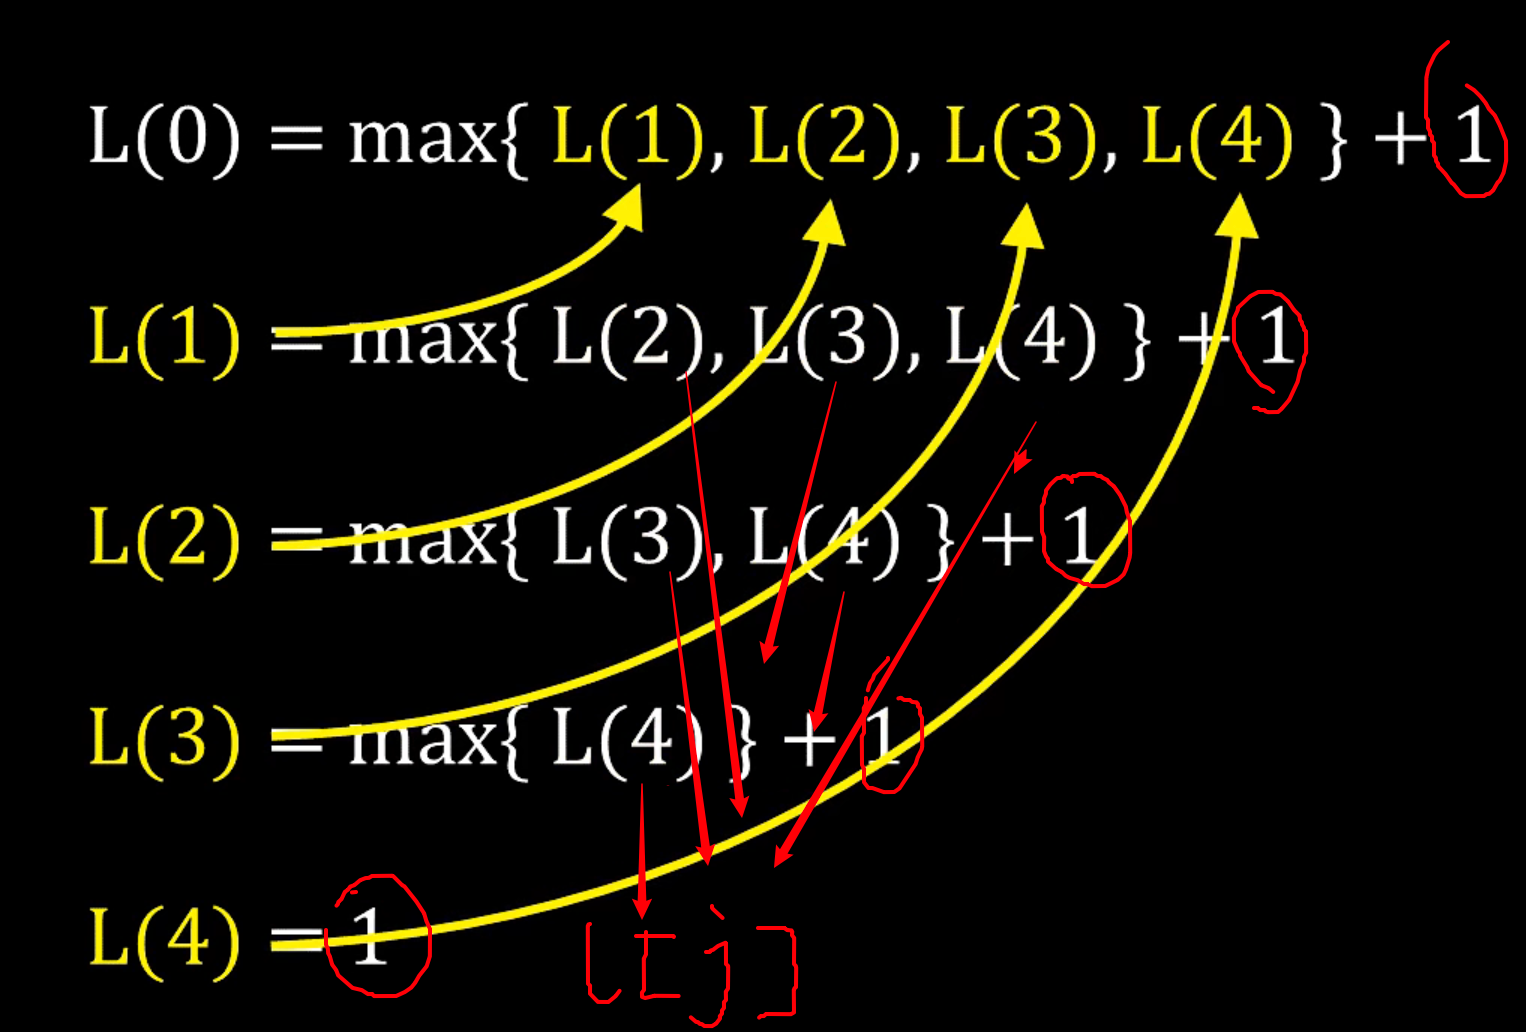 L(0) = max{ L(1), L(2), L(3), L(4) } + 1
L(1) = max{ L(2), L(3), L(4) } + 1
L(2) = max{ L(3), L(4) } + 1
L(3) = max{ L(4) } + 1
L(4) = 1
l[j]